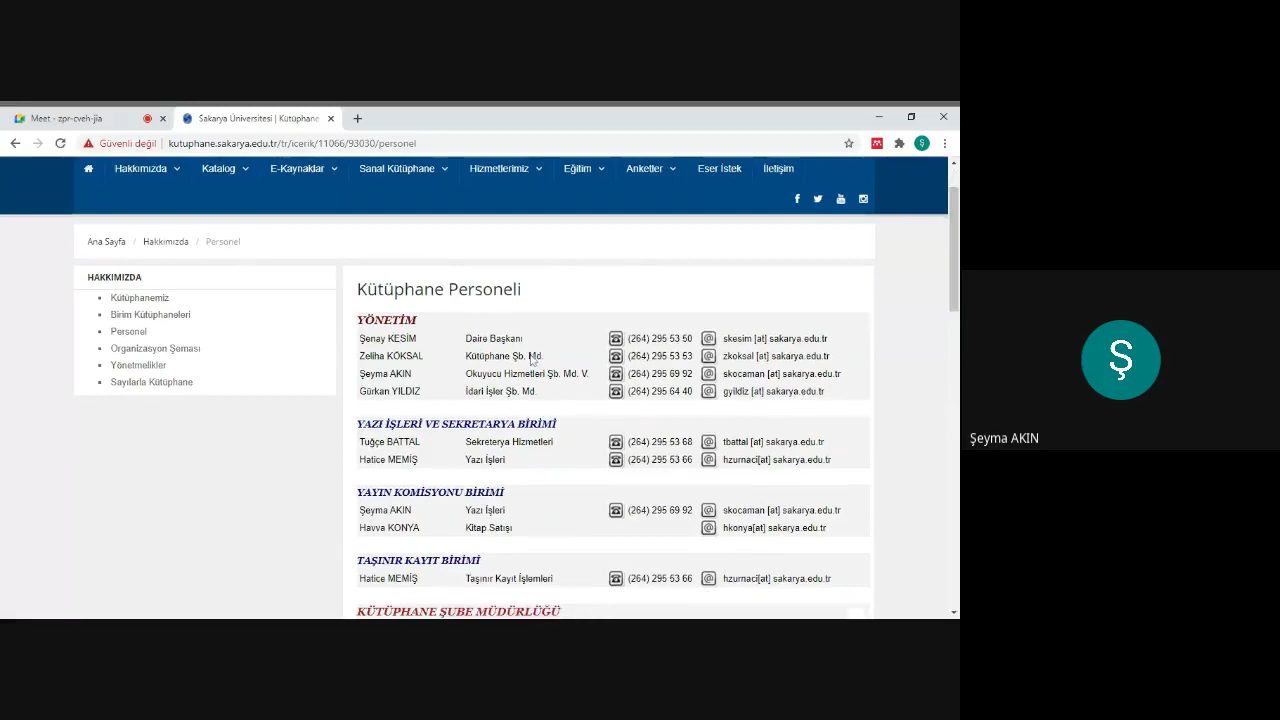 Meet - zpr-cveh-jia
Sakarya Üniversitesi | Kütüphane
Güvenli değil
kutuphane.sakarya.edu.tr/tr/icerik/11066/93030/personel
Ş
Hakkımızda Katalog E-Kaynaklar Sanal Kütüphane Hizmetlerimiz Eğitim Anketler Eser İstek İletişim
Ana Sayfa / Hakkımızda / Personel
HAKKIMIZDA
Kütüphanemiz
Birim Kütüphaneleri
Personel
Organizasyon Şeması
Yönetmelikler
Sayılarla Kütüphane
Kütüphane Personeli
YÖNETİM
Şenay KESİM Daire Başkanı (264) 295 53 50 skesim [at] sakarya.edu.tr
Zeliha KÖKSAL Kütüphane Şb. Md. (264) 295 53 53 zkoksal [at] sakarya.edu.tr
Şeyma AKIN Okuyucu Hizmetleri Şb. Md. V. (264) 295 69 92 skocaman [at] sakarya.edu.tr
Gürkan YILDIZ İdari İşler Şb. Md. (264) 295 64 40 gyildiz [at] sakarya.edu.tr
YAZI İŞLERİ VE SEKRETARYA BİRİMİ
Tuğçe BATTAL Sekreterya Hizmetleri (264) 295 53 68 tbattal [at] sakarya.edu.tr
Hatice MEMİŞ Yazı İşleri (264) 295 53 66 hzurnaci[at] sakarya.edu.tr
YAYIN KOMİSYONU BİRİMİ
Şeyma AKIN Yazı İşleri (264) 295 69 92 skocaman [at] sakarya.edu.tr
Havva KONYA Kitap Satışı hkonya[at] sakarya.edu.tr
TAŞINIR KAYIT BİRİMİ
Hatice MEMİŞ Taşınır Kayıt İşlemleri (264) 295 53 66 hzurnaci[at] sakarya.edu.tr
KÜTÜPHANE ŞUBE MÜDÜRLÜĞÜ
Ş
Şeyma AKIN